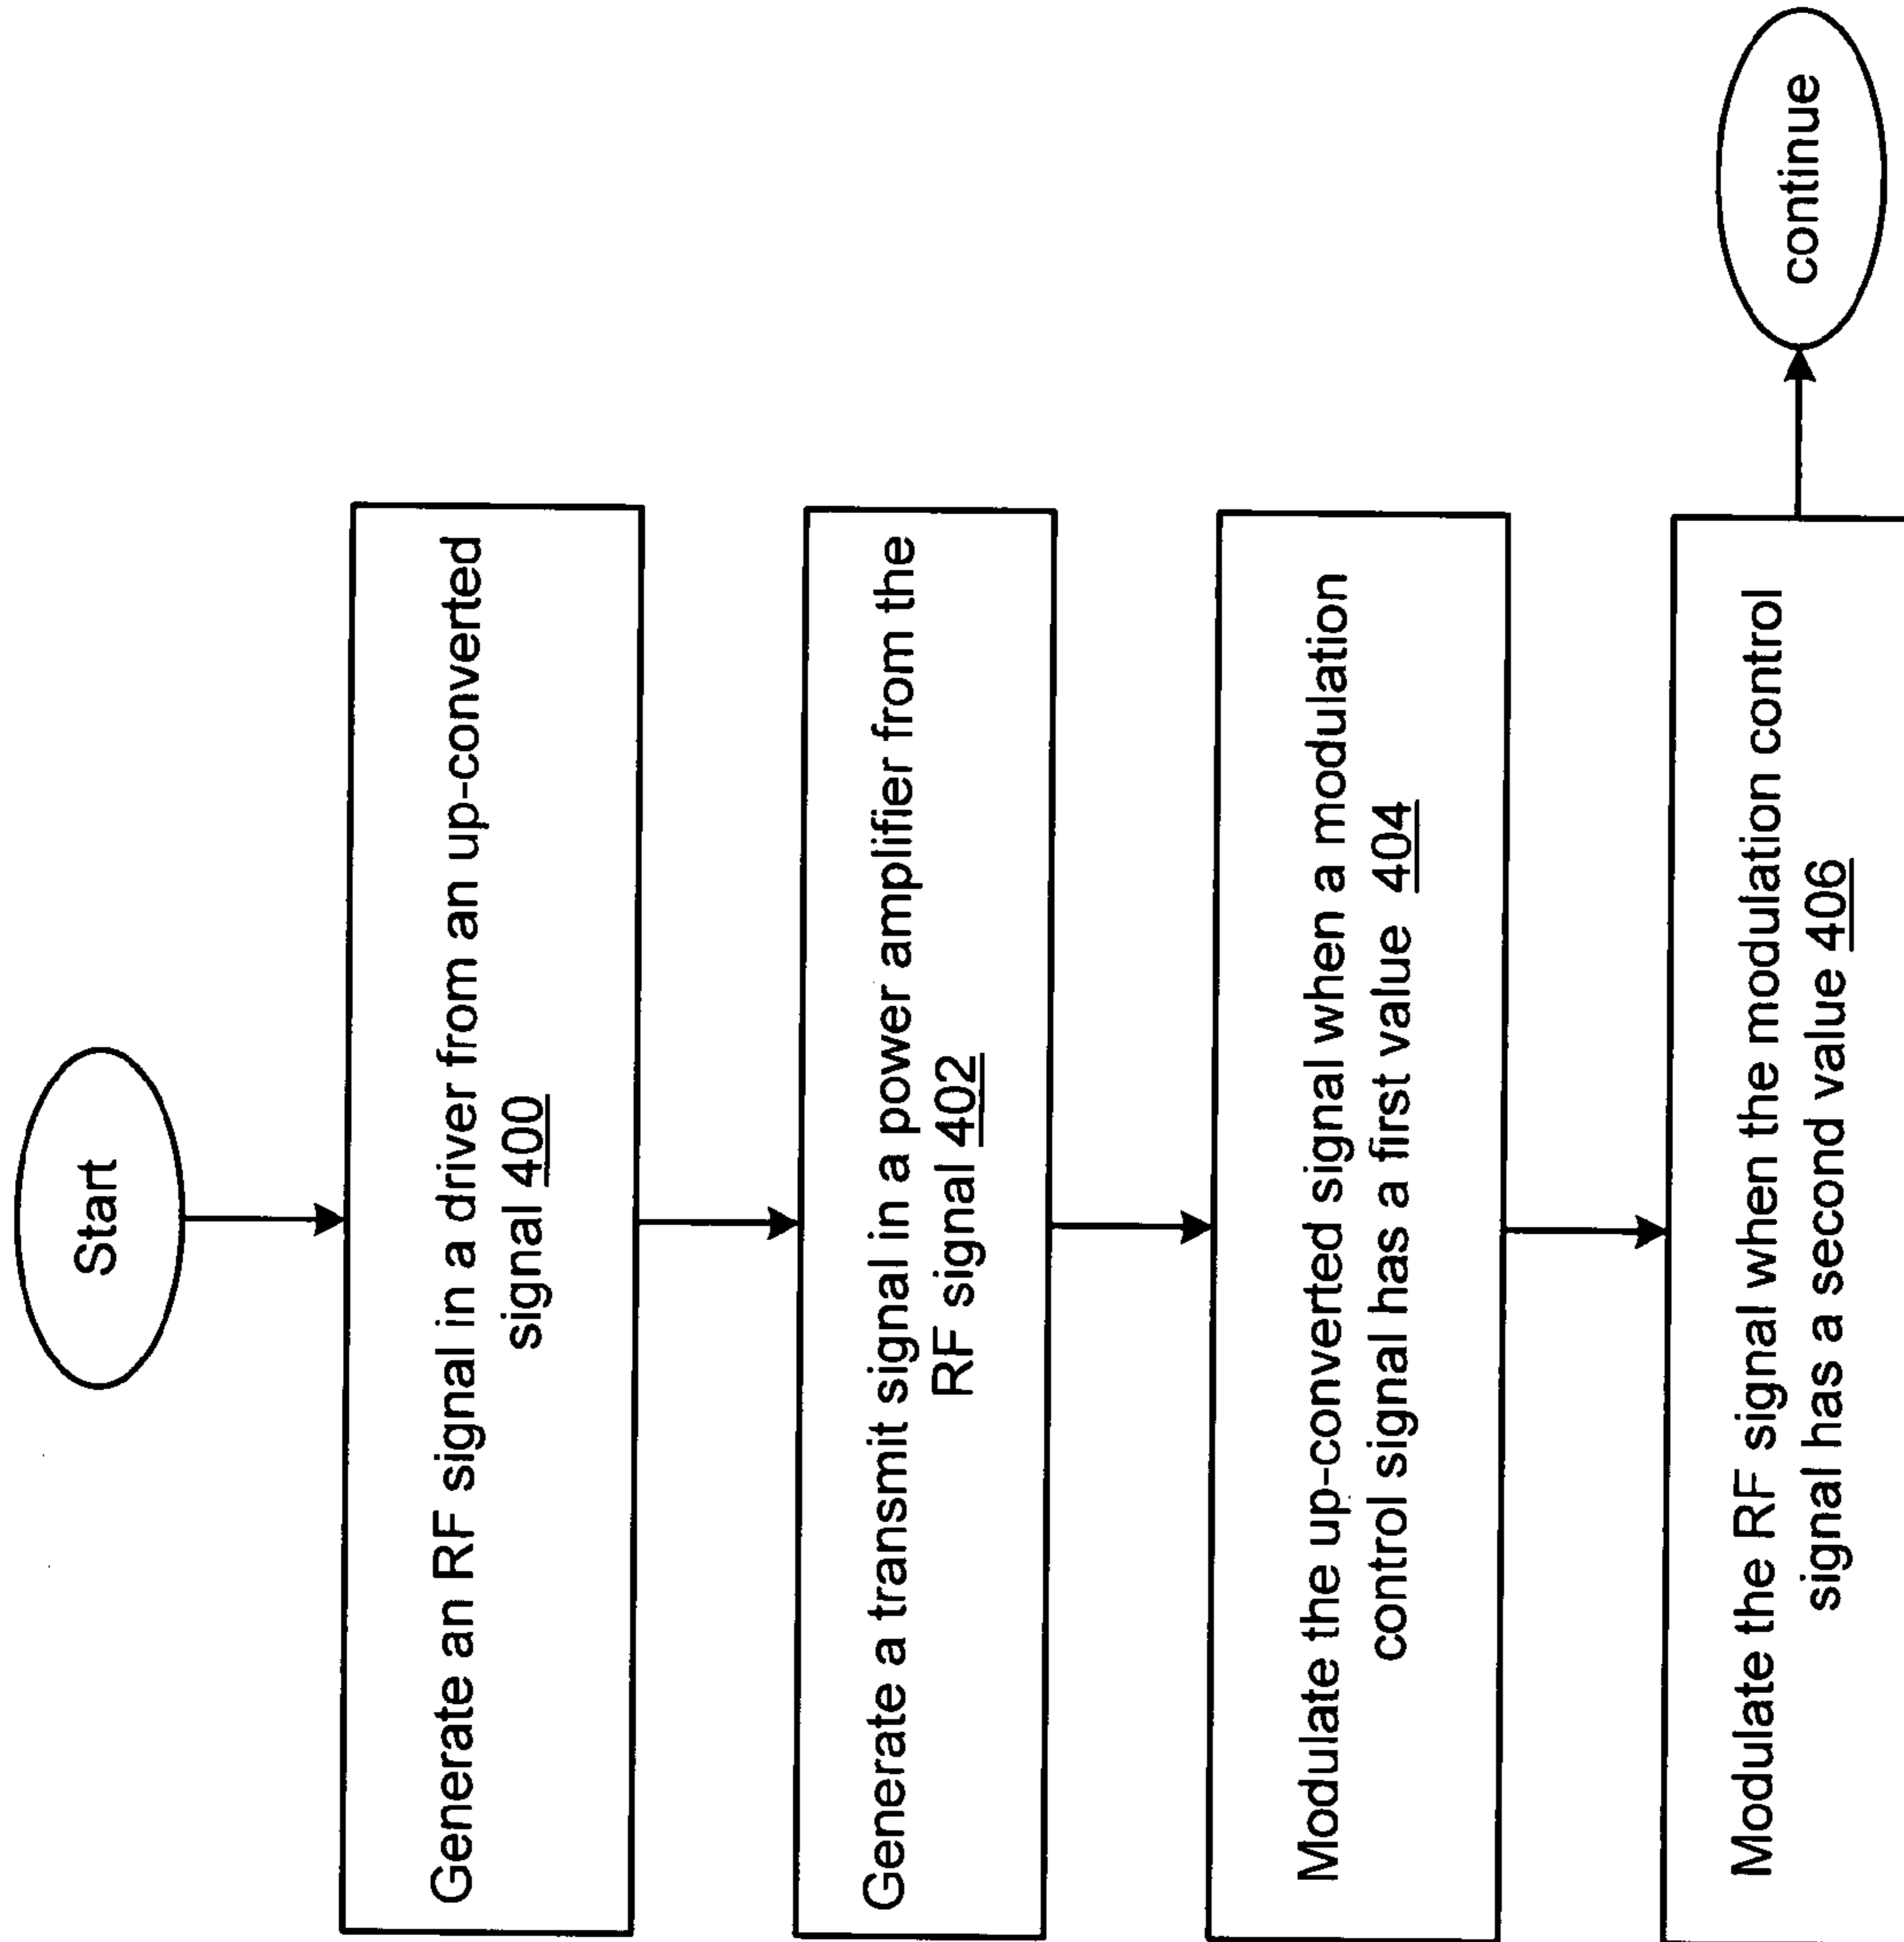 Start
Generate an RF signal in a driver from an up-converted
signal 400
Generate a transmit signal in a power amplifier from the
RF signal 402
Modulate the up-converted signal when a modulation
control signal has a first value 404
Modulate the RF signal when the modulation control
signal has a second value 406
continue